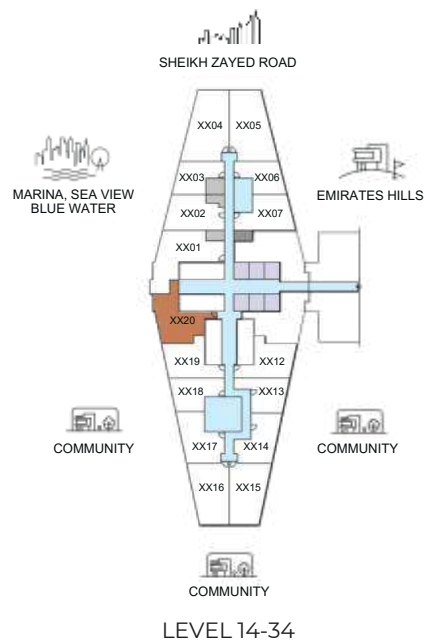 SHEIKH ZAYED ROAD
XX04 XX05
MARINA, SEA VIEW
BLUE WATER
EMIRATES HILLS
XX03 XX06
XX02 XX07
XX01
XX20
XX19 XX12
XX18 XX13
COMMUNITY
COMMUNITY
XX17 XX14
XX16 XX15
COMMUNITY
LEVEL 14-34